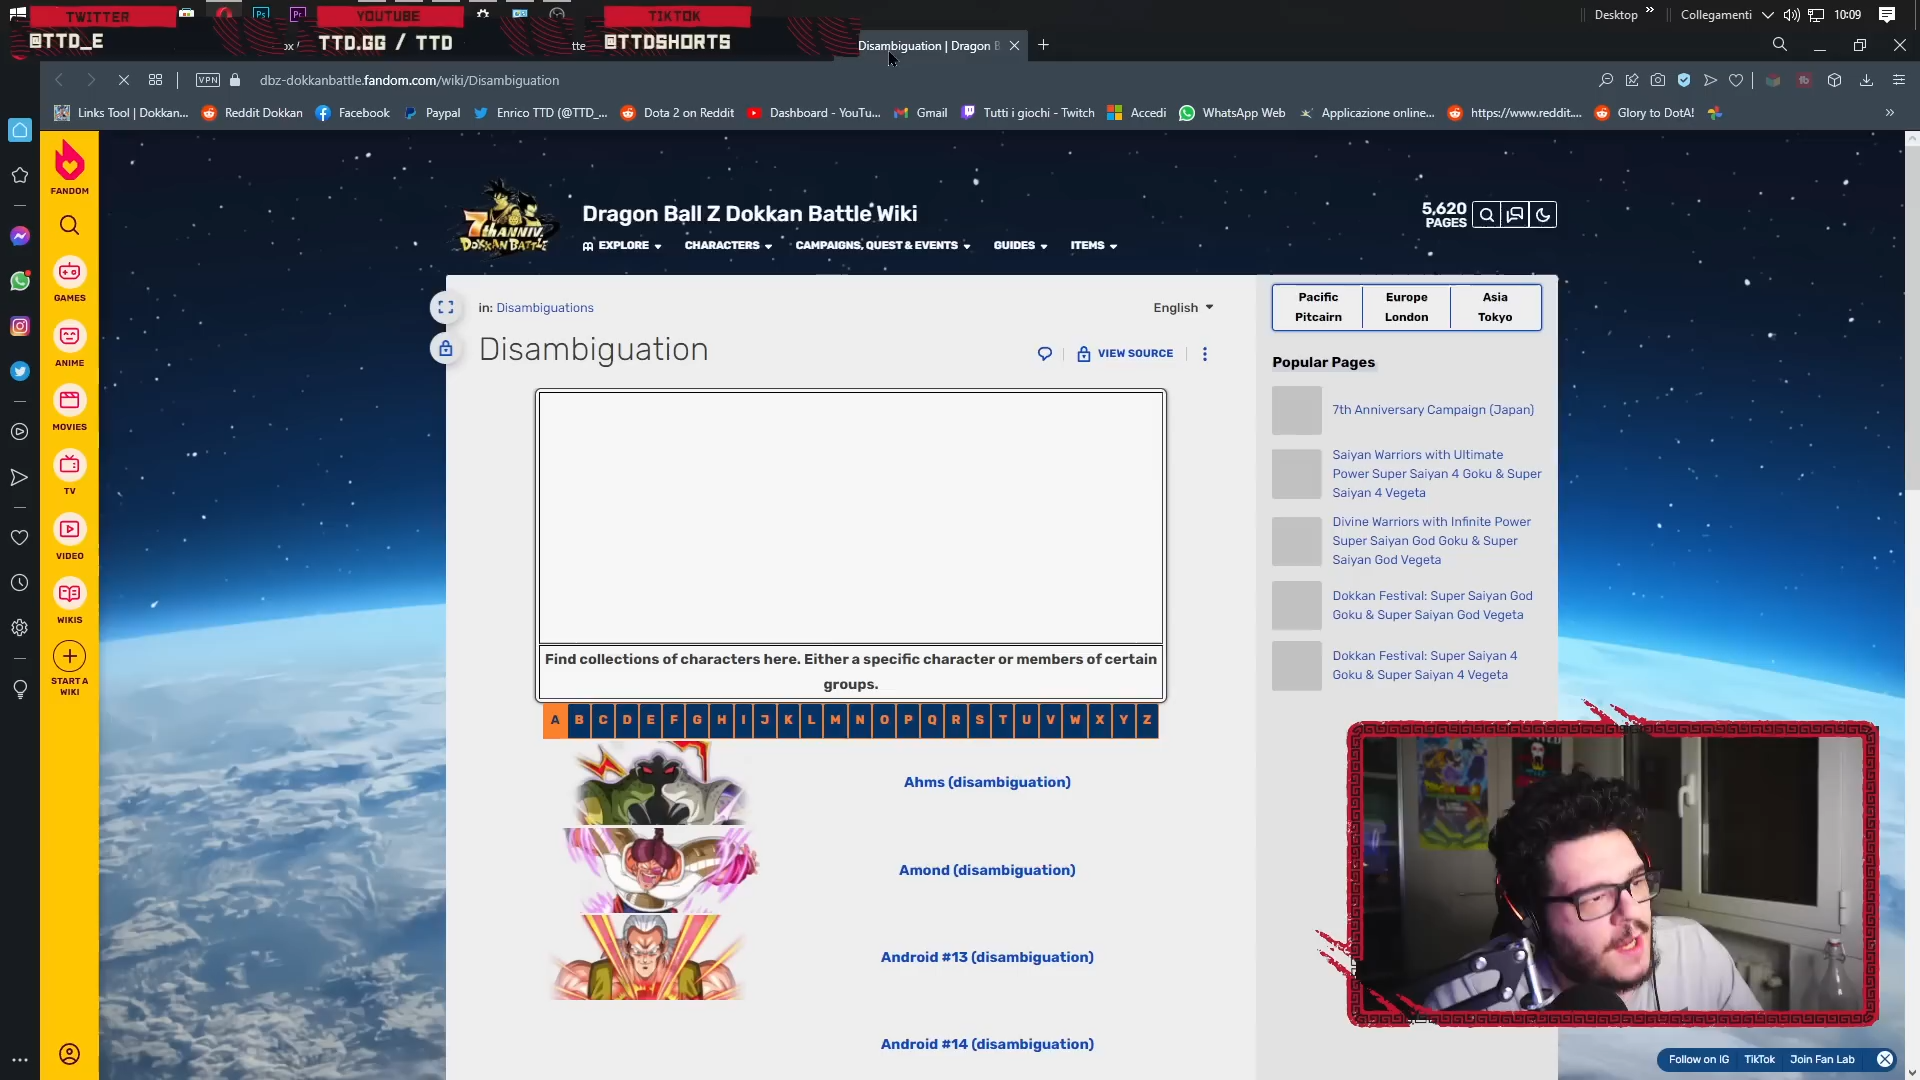 TWITTER
@TTD_E
YOUTUBE
TTD.GG / TTD
TIKTOK
@TTDSHORTS
Ps
Pr
Desktop
Collegamenti
10:09
tte
Disambiguation | Dragon B
VPN
dbz-dokkanbattle.fandom.com/wiki/Disambiguation
Links Tool | Dokkan...
Reddit Dokkan
Facebook
Paypal
Enrico TTD (@TTD_...
Dota 2 on Reddit
Dashboard - YouTu...
Gmail
Tutti i giochi - Twitch
Accedi
WhatsApp Web
Applicazione online...
https://www.reddit....
Glory to DotA!
FANDOM
GAMES
ANIME
MOVIES
TV
VIDEO
WIKIS
START A
WIKI
7th ANNIV.
DOKKAN BATTLE
Dragon Ball Z Dokkan Battle Wiki
5,620
PAGES
EXPLORE
CHARACTERS
CAMPAIGNS, QUEST & EVENTS
GUIDES
ITEMS
in: Disambiguations
English
Disambiguation
VIEW SOURCE
Find collections of characters here. Either a specific character or members of certain
groups.
A B C D E F G H I J K L M N O P Q R S T U V W X Y Z
Ahms (disambiguation)
Amond (disambiguation)
Android #13 (disambiguation)
Android #14 (disambiguation)
Pacific
Pitcairn
Europe
London
Asia
Tokyo
Popular Pages
7th Anniversary Campaign (Japan)
Saiyan Warriors with Ultimate
Power Super Saiyan 4 Goku & Super
Saiyan 4 Vegeta
Divine Warriors with Infinite Power
Super Saiyan God Goku & Super
Saiyan God Vegeta
Dokkan Festival: Super Saiyan God
Goku & Super Saiyan God Vegeta
Dokkan Festival: Super Saiyan 4
Goku & Super Saiyan 4 Vegeta
Follow on IG
TikTok
Join Fan Lab